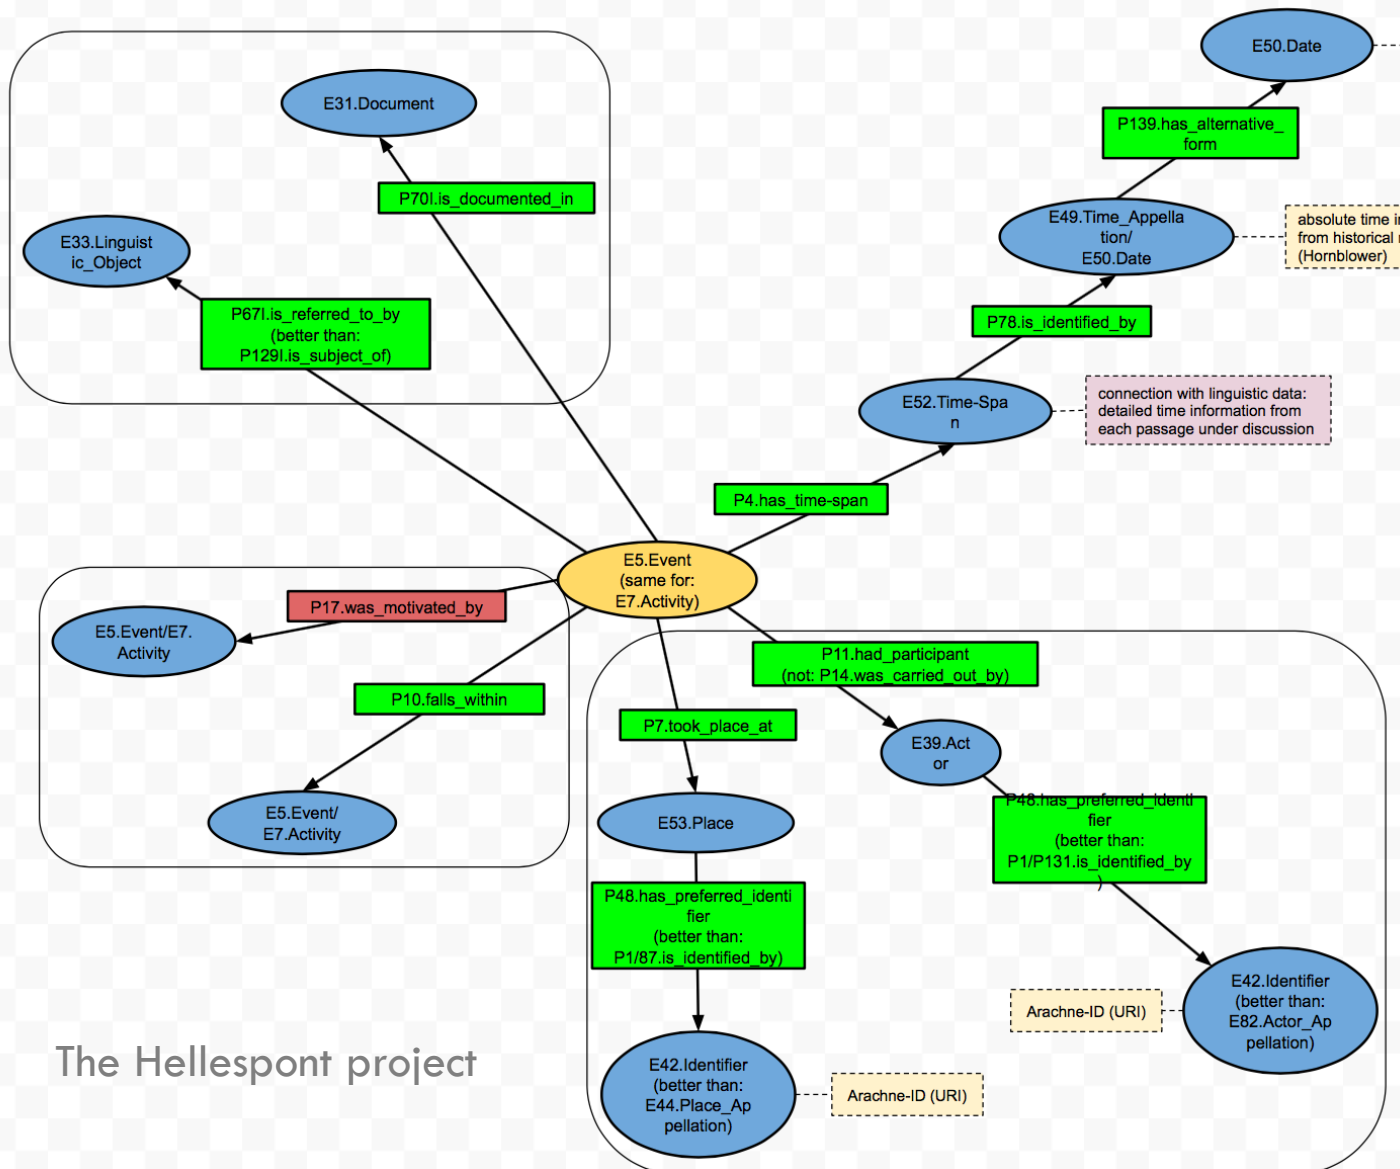 E50.Date
P139.has_alternative_
form
E31.Document
P70I.is_documented_in
E49.Time_Appella
tion/
E50.Date
absolute time
from historical
(Hornblower)
E33.Linguist
ic_Object
P67I.is_referred_to_by
(better than:
P129I.is_subject_of)
P78.is_identified_by
E52.Time-Spa
n
connection with linguistic data:
detailed time information from
each passage under discussion
P4.has_time-span
E5.Event
(same for:
E7.Activity)
P17.was_motivated_by
E5.Event/E7.
Activity
P10.falls_within
E5.Event/
E7.Activity
P11.had_participant
(not: P14.was_carried_out_by)
P7.took_place_at
E39.Act
or
E53.Place
P48.has_preferred_identi
fier
(better than:
P1/P131.is_identified_by
)
P48.has_preferred_identi
fier
(better than:
P1/87.is_identified_by)
E42.Identifier
(better than:
E82.Actor_Ap
pellation)
Arachne-ID (URI)
The Hellespont project
E42.Identifier
(better than:
E44.Place_Ap
pellation)
Arachne-ID (URI)